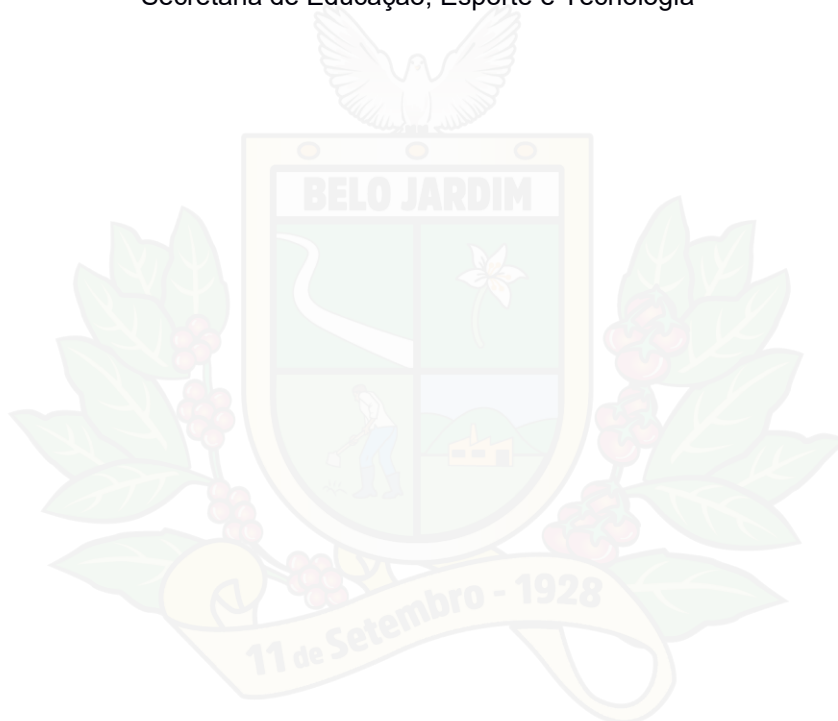 Secretaria de Educação, Esporte e Tecnologia
BELO JARDIM
11 de Setembro - 1928